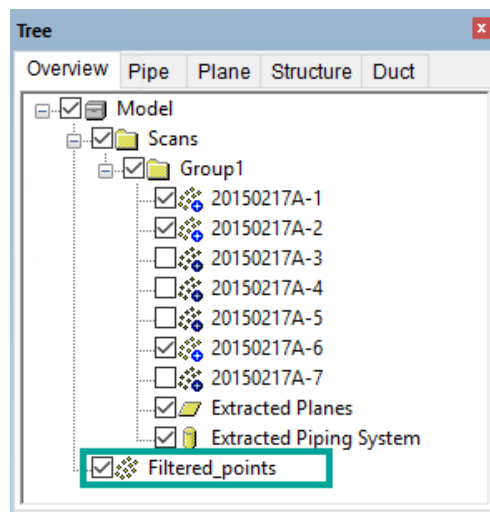 Tree
Overview Pipe Plane Structure Duct
Model
Scans
Group1
20150217A-1
20150217A-2
20150217A-3
20150217A-4
20150217A-5
20150217A-6
20150217A-7
Extracted Planes
Extracted Piping System
Filtered_points